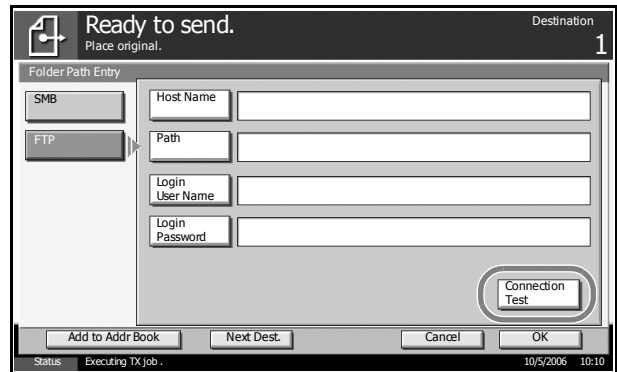 Ready to send.
Destination
Place original.
1
Folder Path Entry
SMB
Host Name
FTP
Path
Login
User Name
Login
Password
Connection
Test
Add to Addr Book
Next Dest.
Cancel
OK
Status
Executing TX job .
10/5/2006
10:10